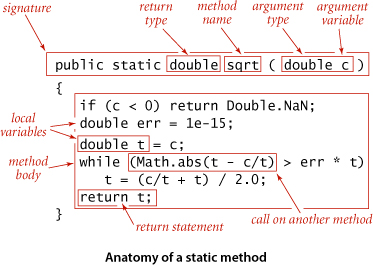 signature
return type
method name
argument type
argument variable
public static double sqrt ( double c )
{
if (c < 0) return Double.NaN;
double err = 1e-15;
local variables
double t = c;
method body
while (Math.abs(t - c/t) > err * t)
t = (c/t + t) / 2.0;
return t;
}
return statement
call on another method
Anatomy of a static method